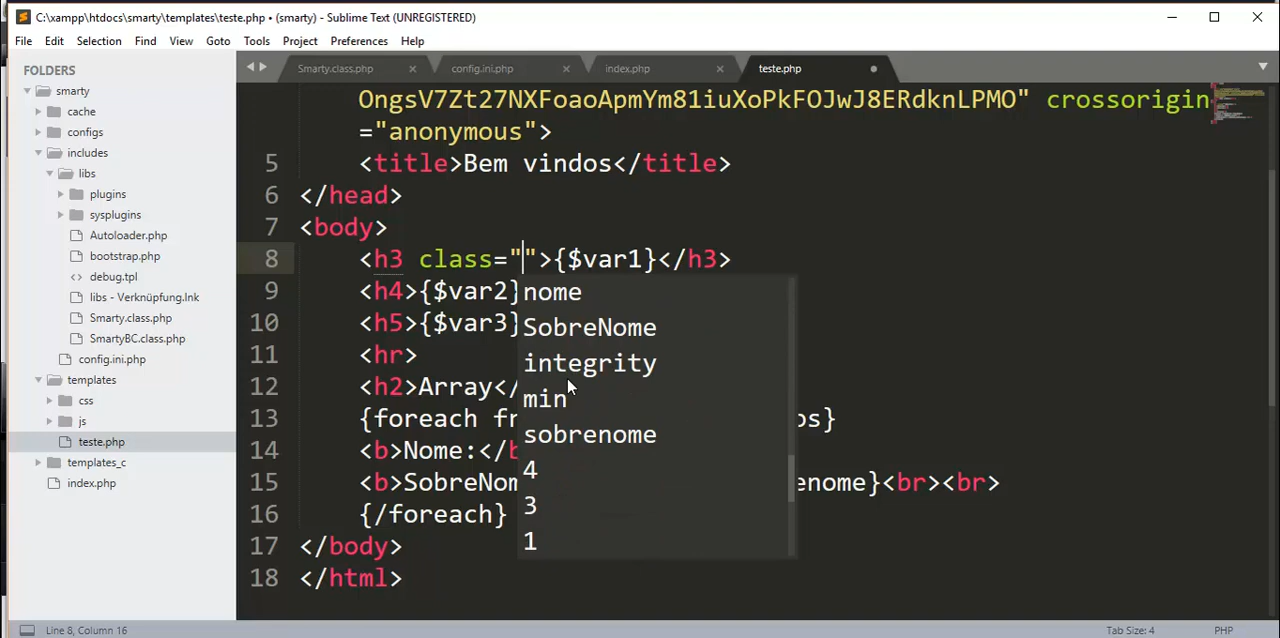 C:\xampp\htdocs\smarty\templates\teste.php • (smarty) - Sublime Text (UNREGISTERED)
File Edit Selection Find View Goto Tools Project Preferences Help
FOLDERS
smarty
cache
configs
includes
libs
plugins
sysplugins
Autoloader.php
bootstrap.php
debug.tpl
libs - Verknüpfung.lnk
Smarty.class.php
SmartyBC.class.php
config.ini.php
templates
css
js
teste.php
templates_c
index.php
Smarty.class.php config.ini.php index.php teste.php
OngsV7Zt27NXFoaoApmYm81iuXoPkFOJwJ8ERdknLPMO" crossorigin
="anonymous">
5 <title>Bem vindos</title>
6 </head>
7 <body>
8 <h3 class="">{$var1}</h3>
9 <h4>{$var2}
10 <h5>{$var3}
11 <hr>
12 <h2>Array</
13 {foreach fr os}
14 <b>Nome:</b
15 <b>SobreNom enome}<br><br>
16 {/foreach}
17 </body>
18 </html>
nome
SobreNome
integrity
min
sobrenome
4
3
1
Line 8, Column 16 Tab Size: 4 PHP